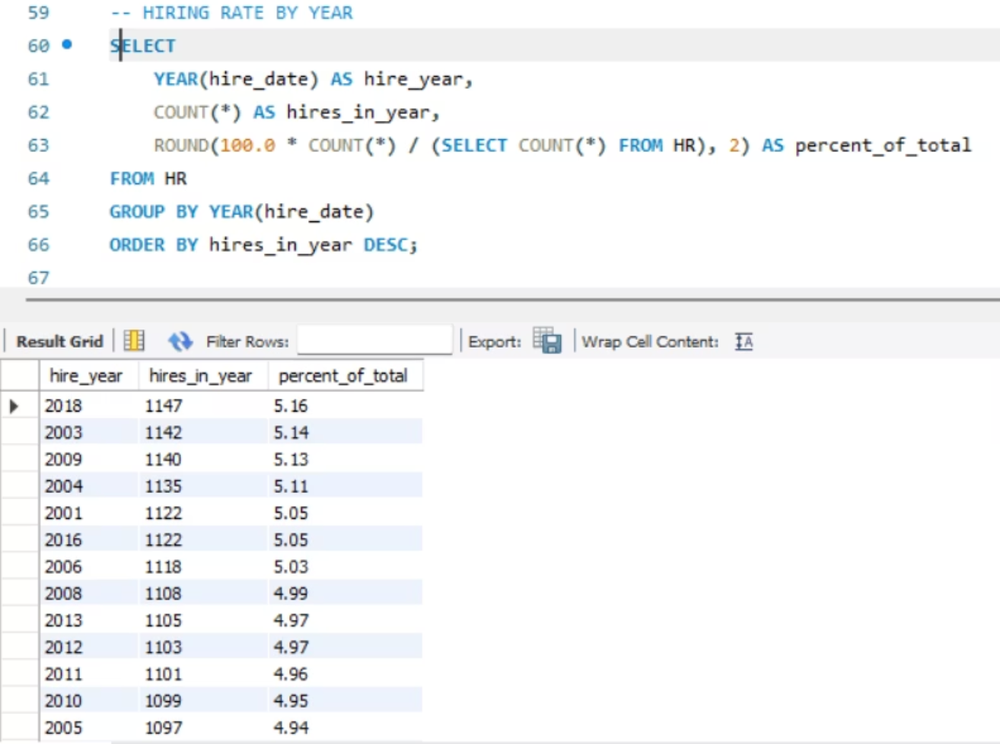 59 -- HIRING RATE BY YEAR
60 SELECT
61 YEAR(hire_date) AS hire_year,
62 COUNT(*) AS hires_in_year,
63 ROUND(100.0 * COUNT(*) / (SELECT COUNT(*) FROM HR), 2) AS percent_of_total
64 FROM HR
65 GROUP BY YEAR(hire_date)
66 ORDER BY hires_in_year DESC;
67
Result Grid Filter Rows: Export: Wrap Cell Content: IA
hire_year hires_in_year percent_of_total
2018 1147 5.16
2003 1142 5.14
2009 1140 5.13
2004 1135 5.11
2001 1122 5.05
2016 1122 5.05
2006 1118 5.03
2008 1108 4.99
2013 1105 4.97
2012 1103 4.97
2011 1101 4.96
2010 1099 4.95
2005 1097 4.94